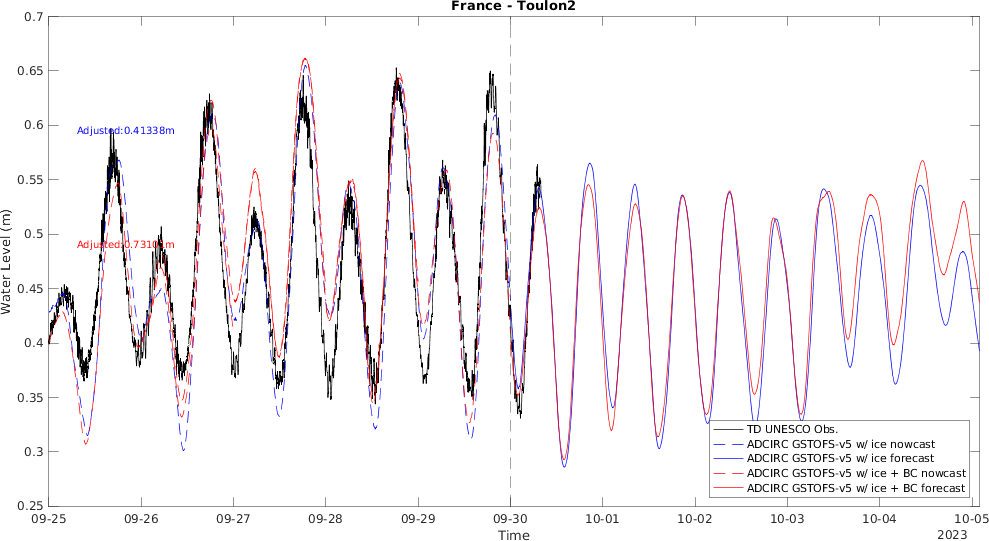 France - Toulon2
0.7
0.65
0.6
0.55
0.5
0.45
0.4
0.35
0.3
0.25
Water Level (m)
Adjusted:0.41338m
TD UNESCO Obs.
ADCIRC GSTOFS-v5 w/ ice nowcast
ADCIRC GSTOFS-v5 w/ ice forecast
ADCIRC GSTOFS-v5 w/ ice + BC nowcast
ADCIRC GSTOFS-v5 w/ ice + BC forecast
09-25 09-26 09-27 09-28 09-29 09-30 10-01 10-02 10-03 10-04 10-05
Time
2023